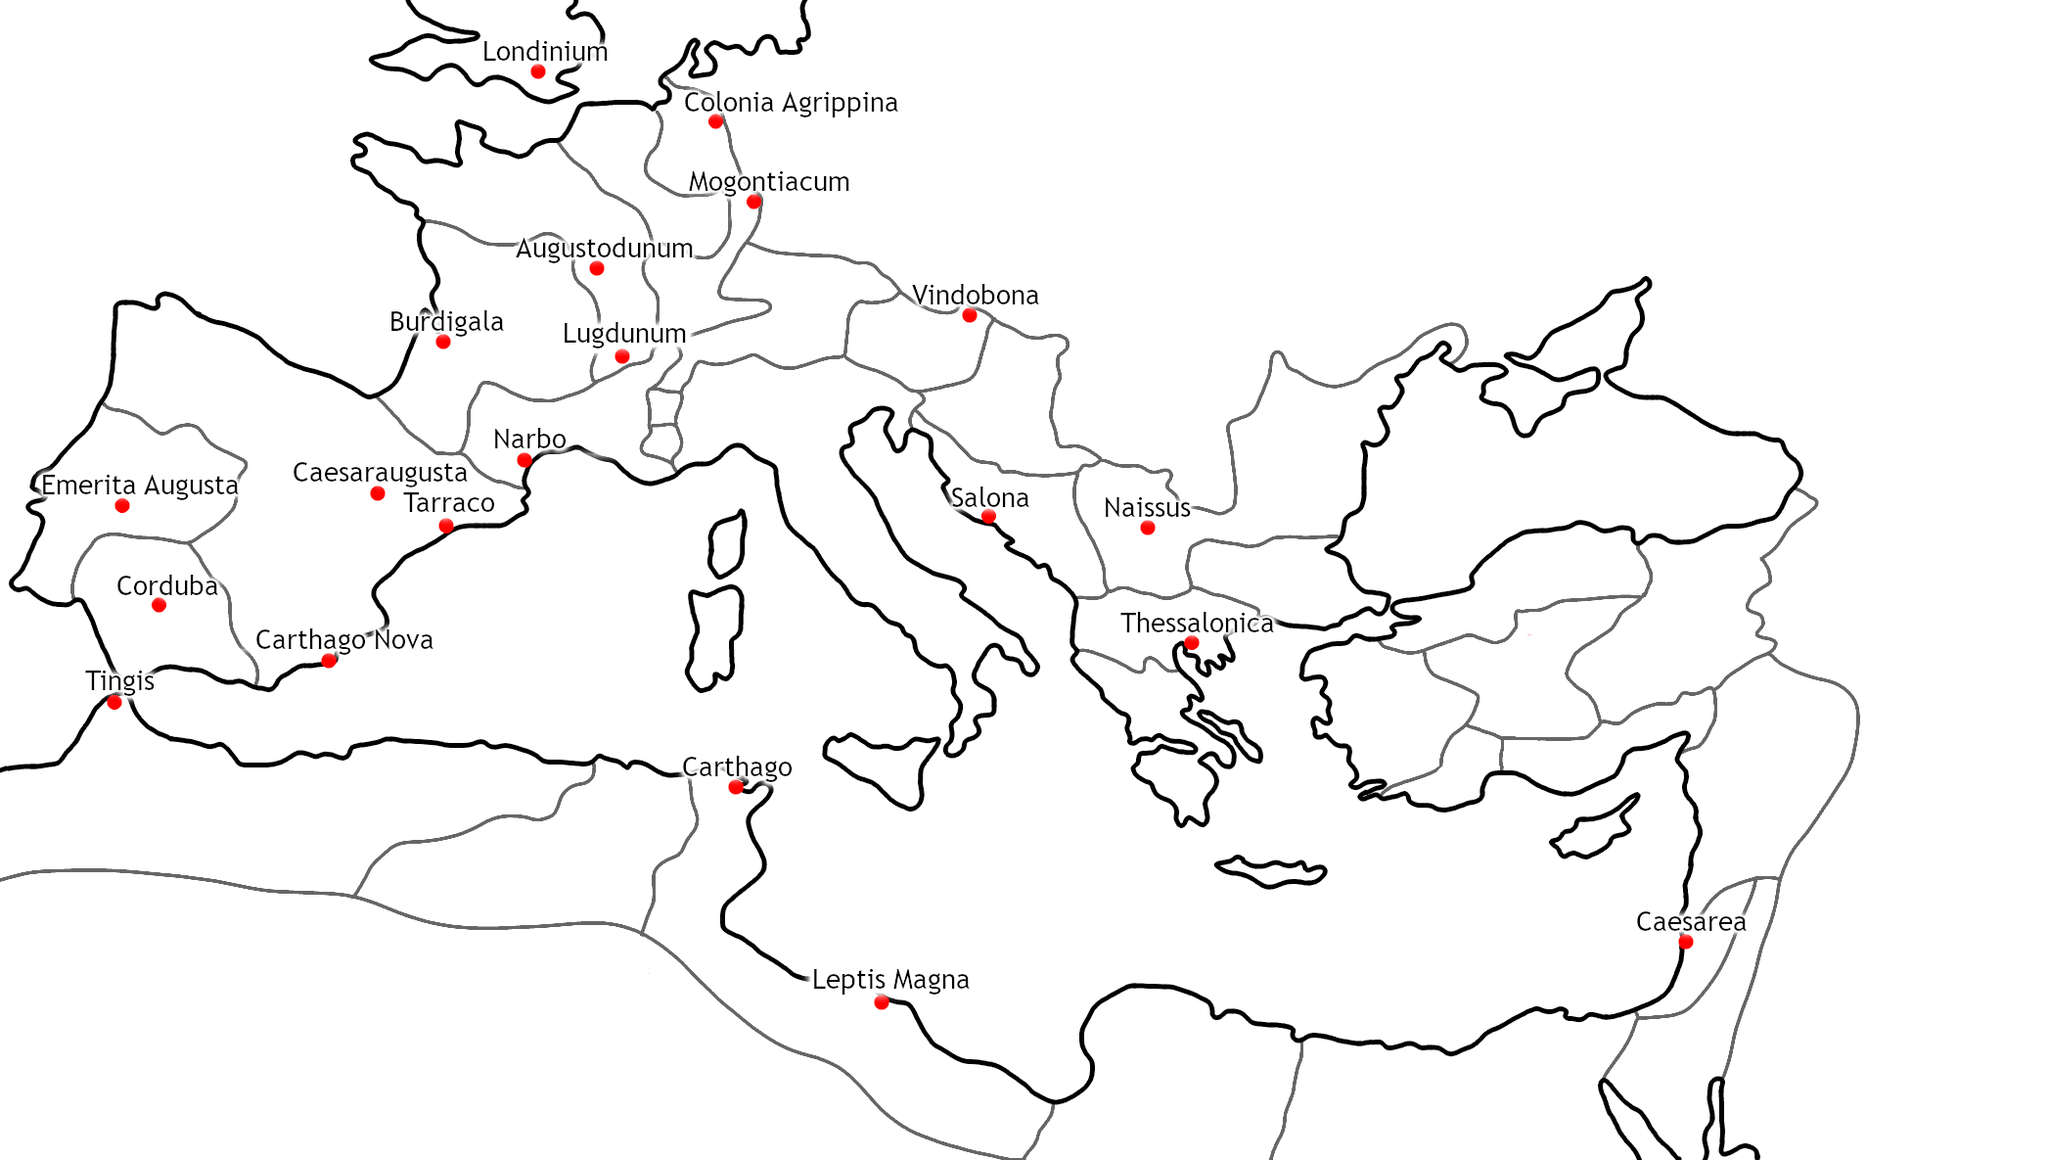 Londinium
Colonia Agrippina
Mogontiacum
Augustodunum
Vindobona
Burdigala
Lugdunum
Narbo
Caesaraugusta
Emerita Augusta
Tarraco
Salona
Naissus
Corduba
Thessalonica
Carthago Nova
Tingis
Carthago
Caesarea
Leptis Magna